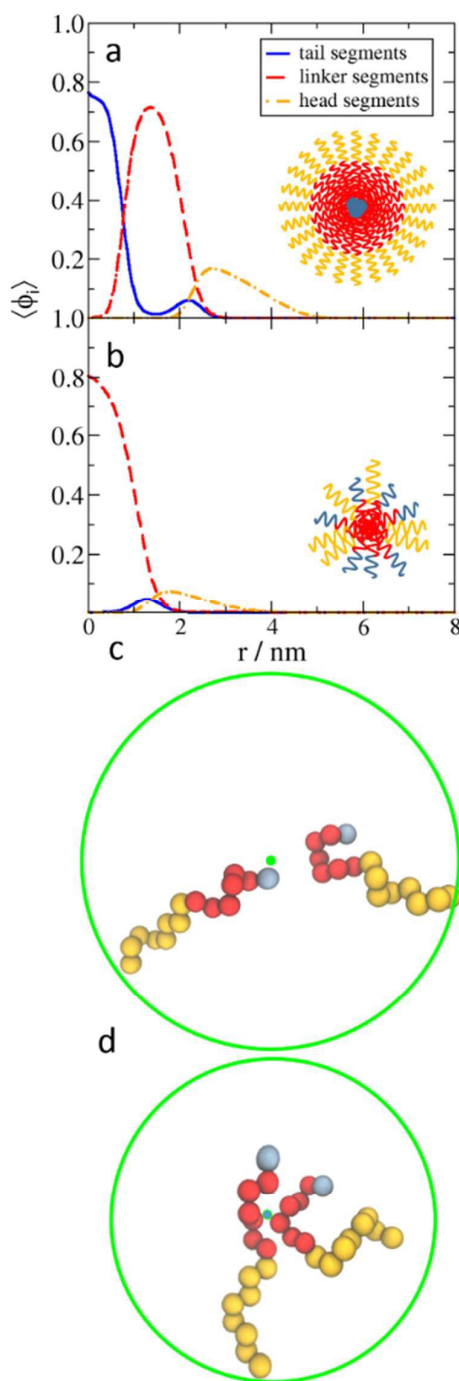 1.0
a
tail segments
linker segments
head segments
0.8
0.6
0.4
0.2
⟨ϕi⟩
1.0
b
0.8
0.6
0.4
0.2
0 2 4 6 8
r / nm
c
d